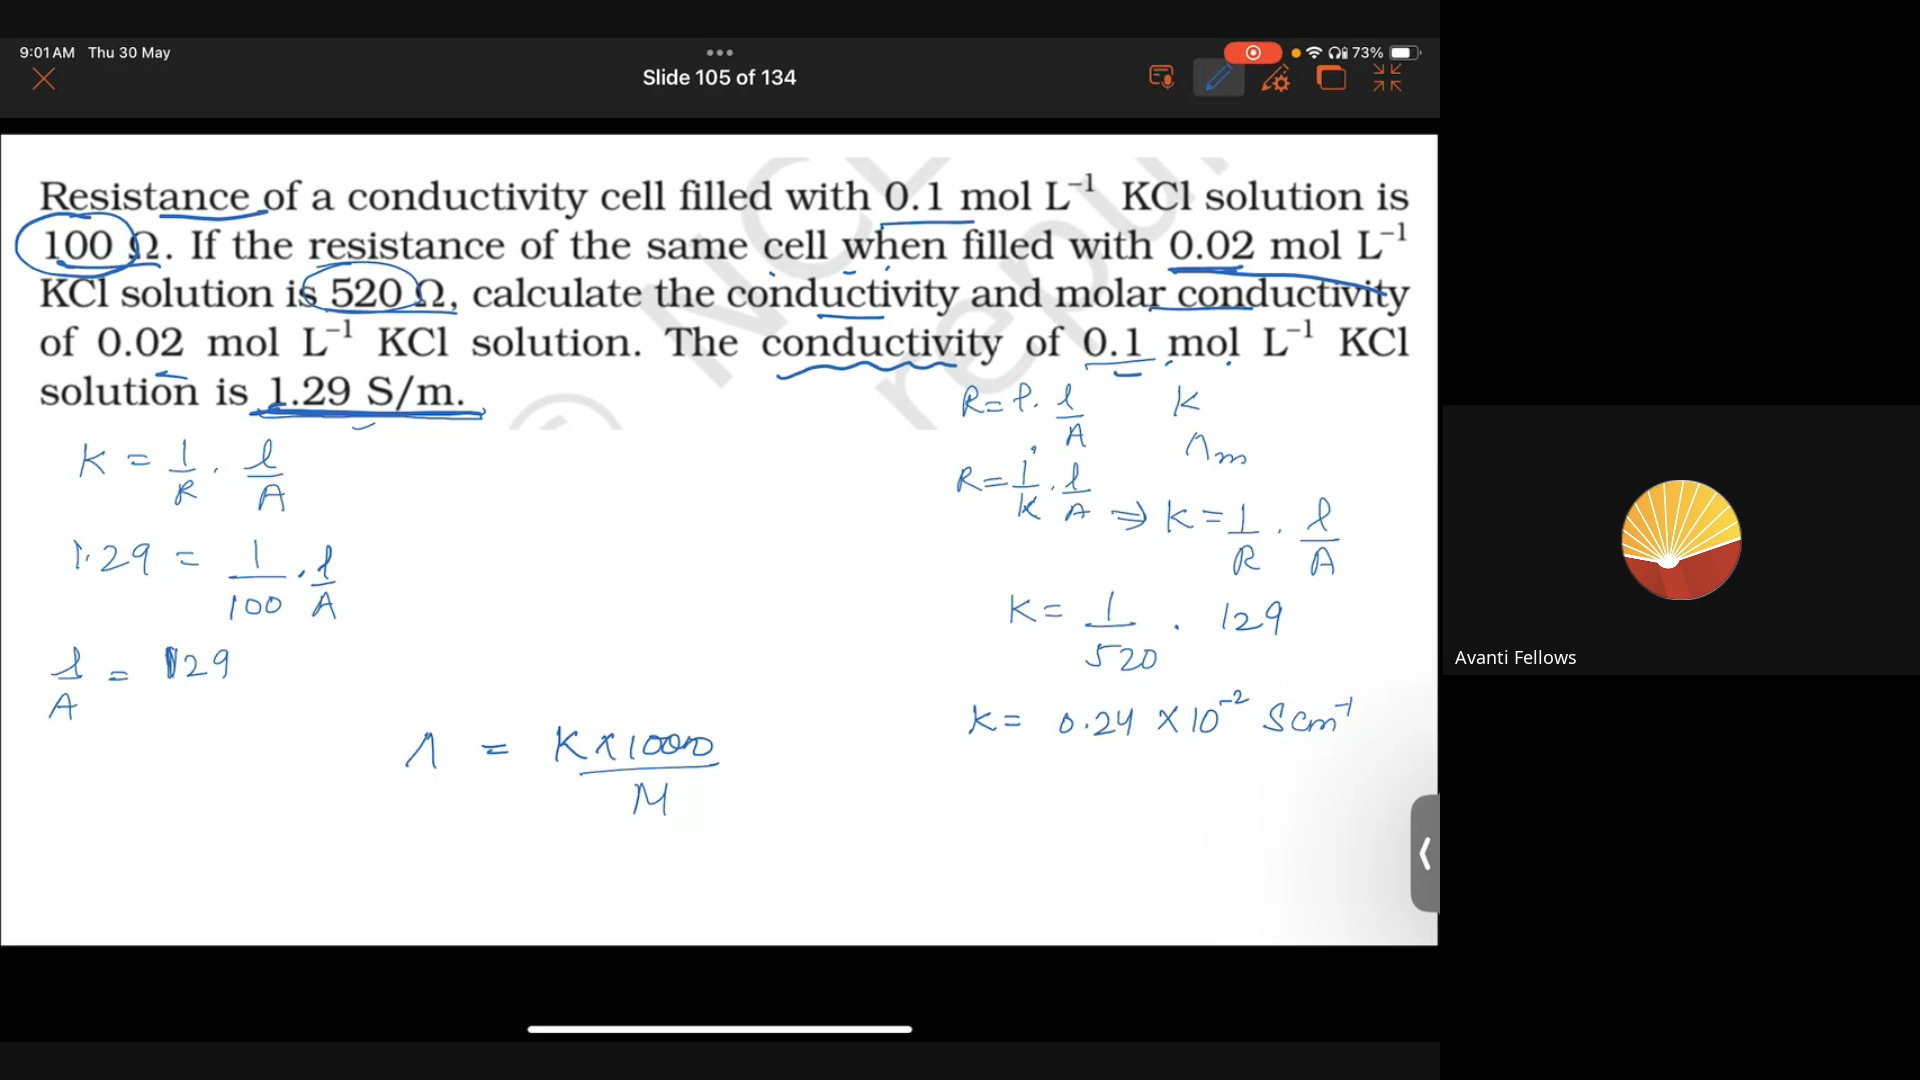 9:01 AM Thu 30 May
73%
Slide 105 of 134
Resistance of a conductivity cell filled with 0.1 mol L⁻¹ KCl solution is
100 Ω. If the resistance of the same cell when filled with 0.02 mol L⁻¹
KCl solution is 520 Ω, calculate the conductivity and molar conductivity
of 0.02 mol L⁻¹ KCl solution. The conductivity of 0.1 mol L⁻¹ KCl
solution is 1.29 S/m.
K = 1/R · l/A
1.29 = 1/100 · l/A
l/A = 129
Λ = K × 1000 / M
R = ρ · l/A
K
Λm
R = 1/K · l/A ⇒ K = 1/R · l/A
K = 1/520 · 129
K = 0.24 × 10⁻² S cm⁻¹
Avanti Fellows